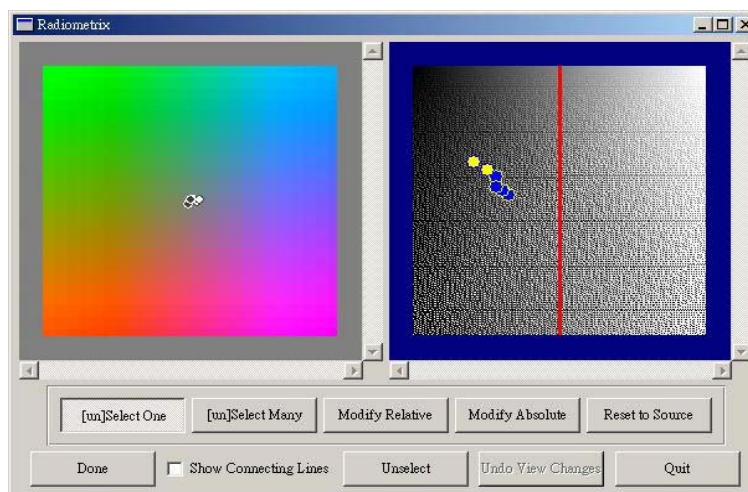 Radiometrix
[un]Select One [un]Select Many Modify Relative Modify Absolute Reset to Source
Done Show Connecting Lines Unselect Undo View Changes Quit